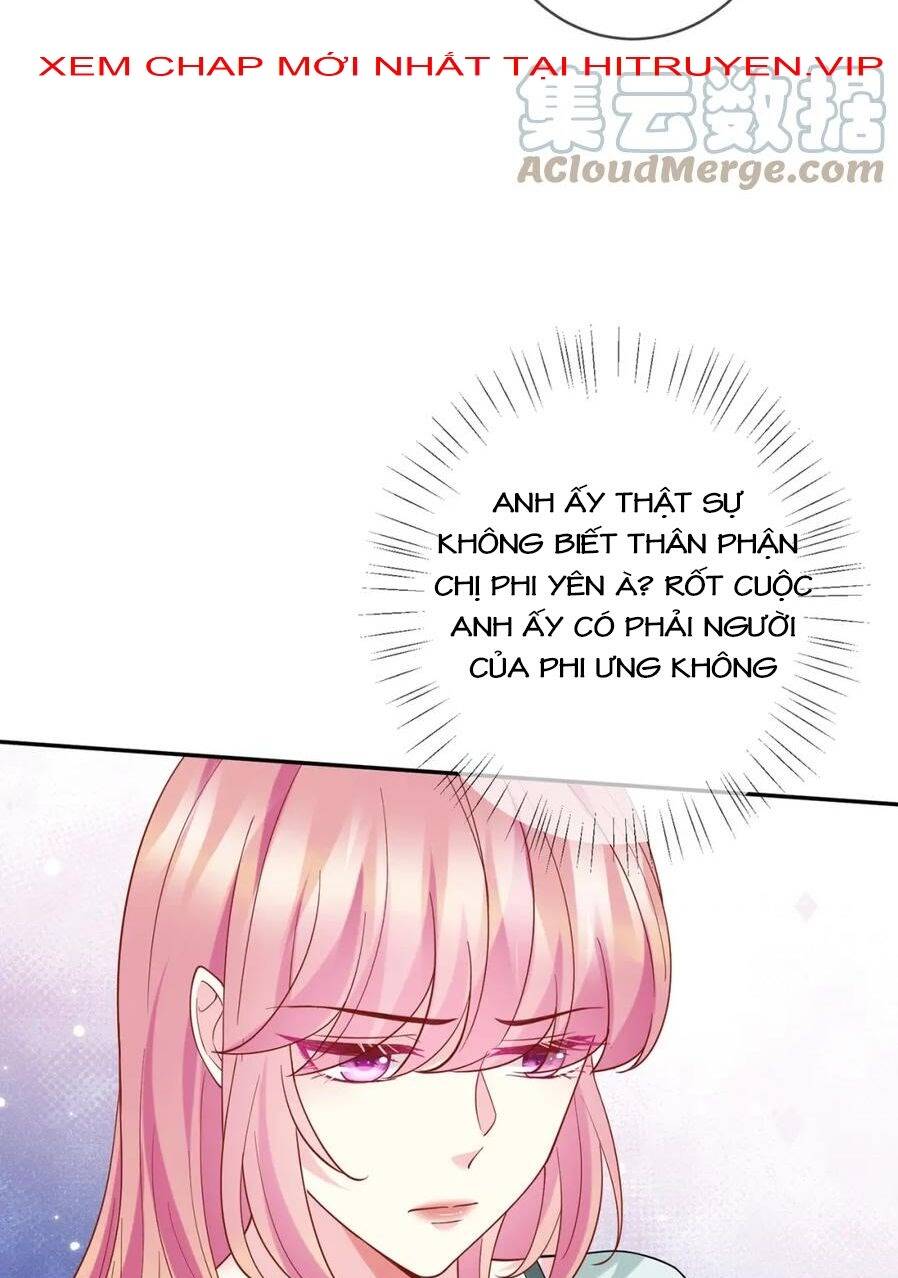 XEM CHAP MỚI NHẤT TẠI HITRUYEN.VIP
集云数据
ACloudMerge.com
ANH ẤY THẬT SỰ
KHÔNG BIẾT THÂN PHẬN
CHỊ PHI YÊN À? RỐT CUỘC
ANH ẤY CÓ PHẢI NGƯỜI
CỦA PHI ƯNG KHÔNG